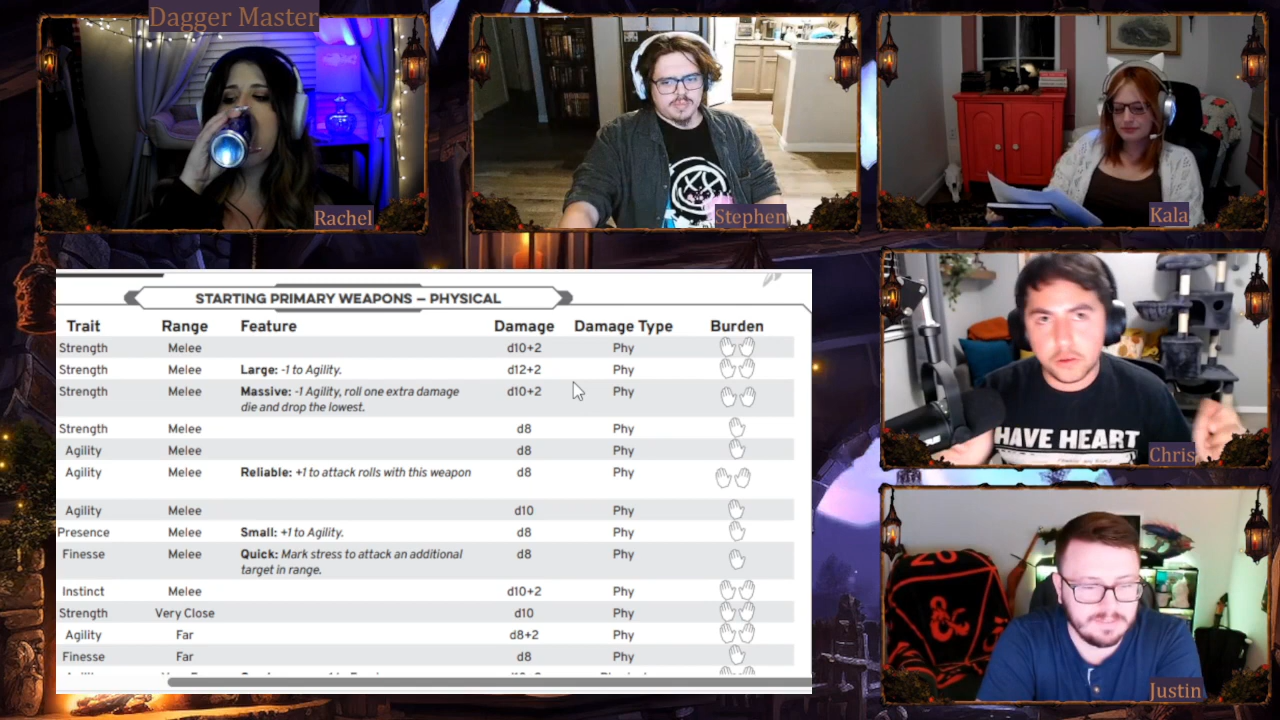 Dagger Master
Rachel
Stephen
Kala
STARTING PRIMARY WEAPONS – PHYSICAL
Trait Range Feature Damage Damage Type Burden
Strength Melee d10+2 Phy
Strength Melee Large: -1 to Agility. d12+2 Phy
Strength Melee Massive: -1 Agility, roll one extra damage d10+2 Phy
die and drop the lowest.
Strength Melee d8 Phy
Agility Melee d8 Phy
Agility Melee Reliable: +1 to attack rolls with this weapon d8 Phy
Agility Melee d10 Phy
Presence Melee Small: +1 to Agility. d8 Phy
Finesse Melee Quick: Mark stress to attack an additional d8 Phy
target in range.
Instinct Melee d10+2 Phy
Strength Very Close d10 Phy
Agility Far d8+2 Phy
Finesse Far d8 Phy
HAVE HEART
Chris
20
&
Justin